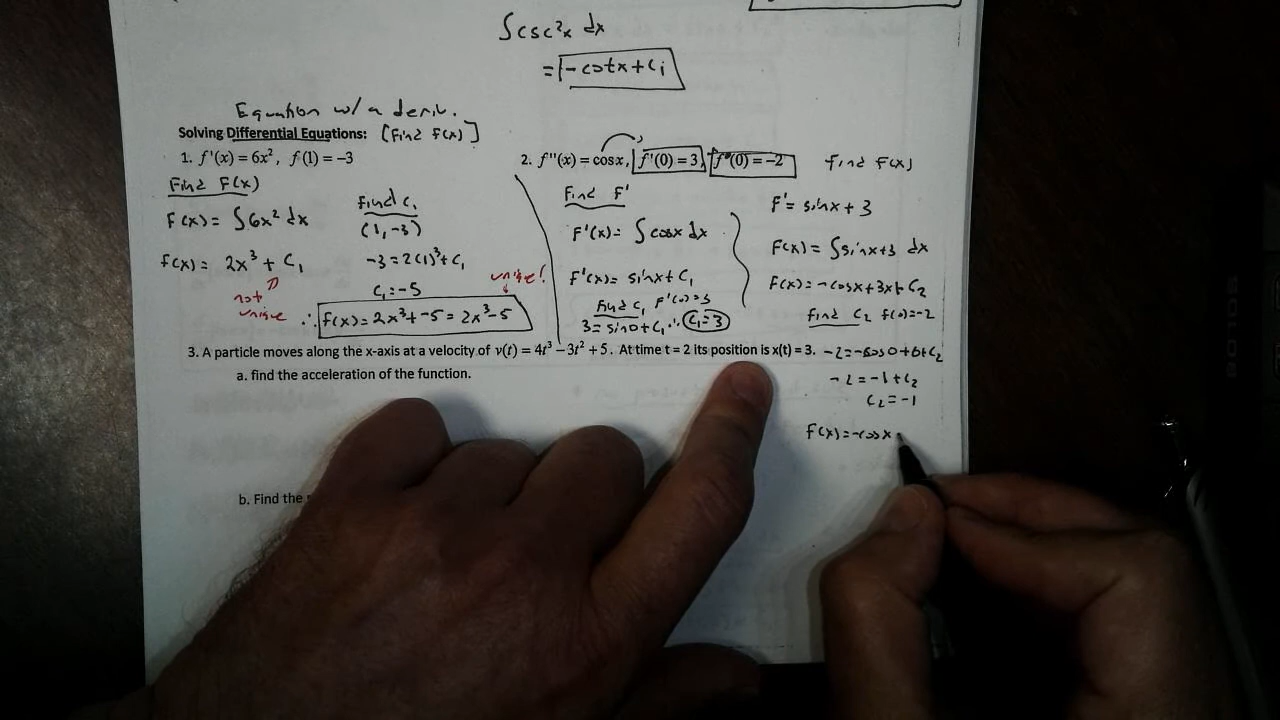 ∫csc²x dx
= -cotx+C₁
Equation w/ a deriv.
Solving Differential Equations: [Find f(x)]
1. f'(x) = 6x², f(1) = -3
Find f(x)
f(x) = ∫6x² dx
f(x) = 2x³ + C₁
not
unique
find C₁
(1,-3)
-3 = 2(1)³+C₁
C₁ = -5
unique!
∴ f(x) = 2x³+-5 = 2x³-5
2. f''(x) = cos x, f'(0) = 3, f(0) = -2 find f(x)
Find f'
f'(x) = ∫cosx dx
f'(x) = sinx + C₁
find C₁ f'(0)=3
3 = sin0+C₁ ∴ C₁=3
f' = sinx + 3
f(x) = ∫sinx+3 dx
f(x) = -cosx+3x+C₂
find C₂ f(0)=-2
-2 = -cos0+0+C₂
-2 = -1+C₂
C₂ = -1
f(x) = -cosx
3. A particle moves along the x-axis at a velocity of v(t) = 4t³ - 3t² + 5. At time t = 2 its position is x(t) = 3.
a. find the acceleration of the function.
b. Find the